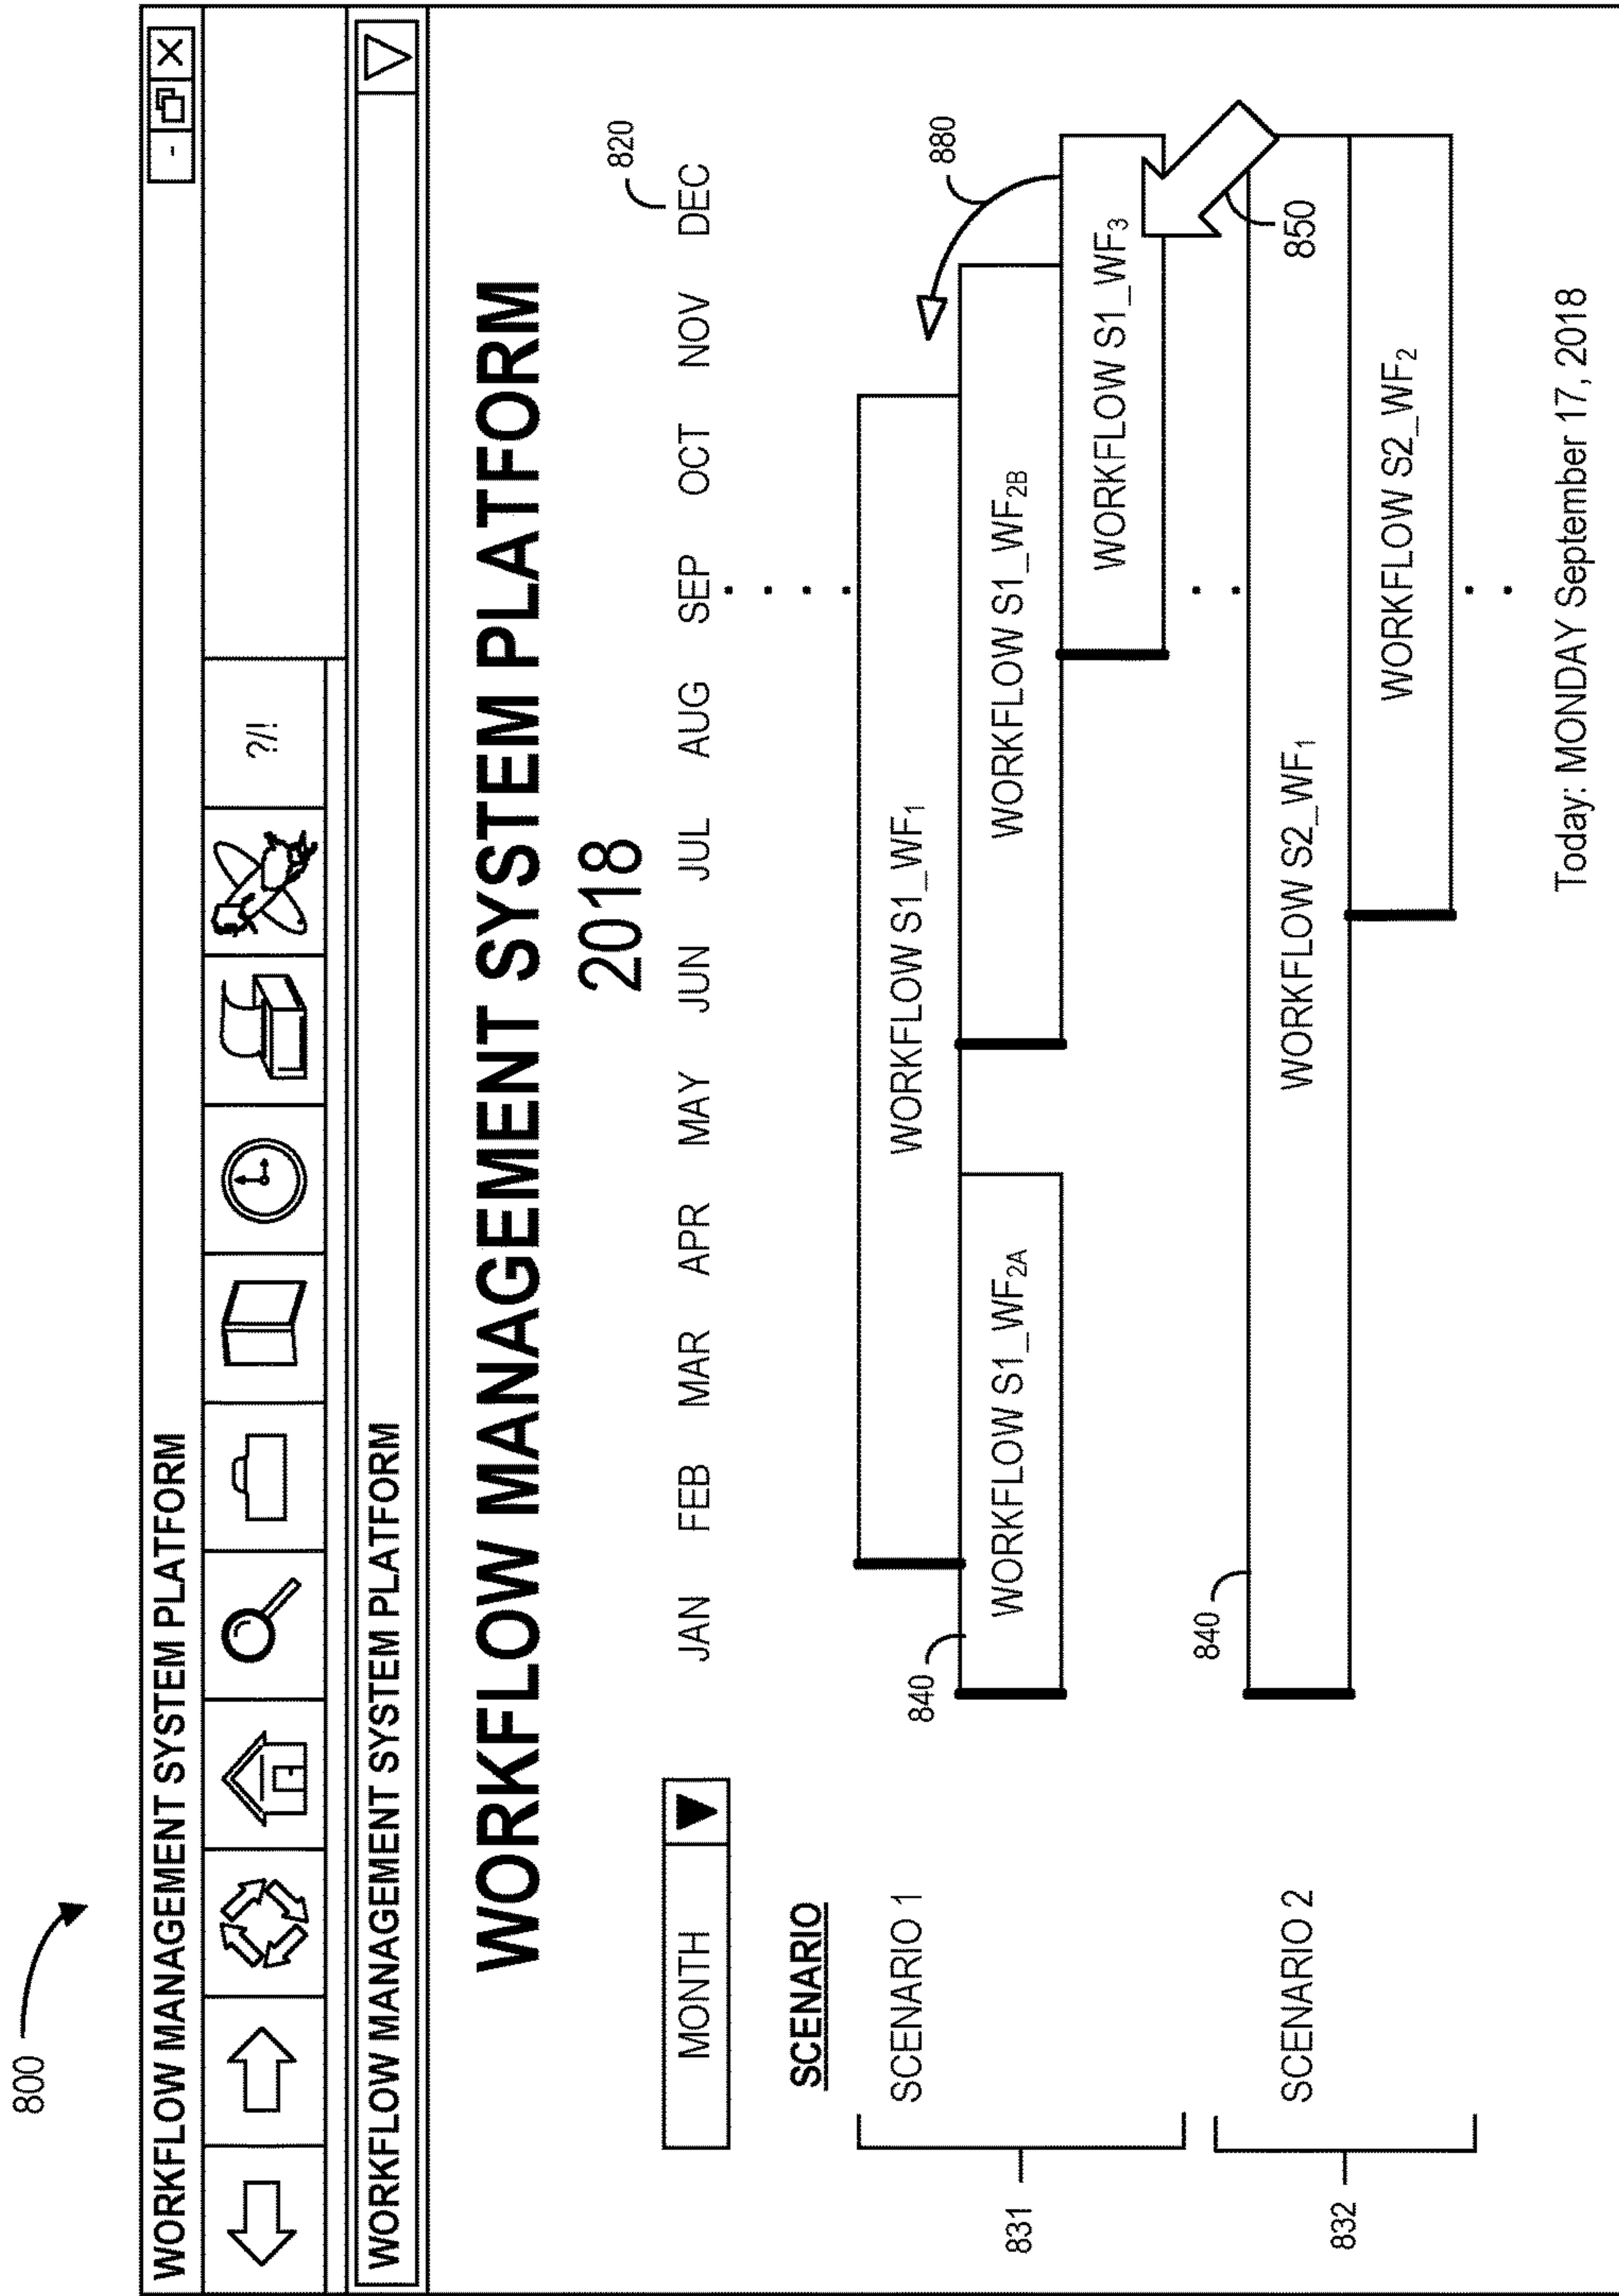 800
WORKFLOW MANAGEMENT SYSTEM PLATFORM
- X
?/!
WORKFLOW MANAGEMENT SYSTEM PLATFORM
WORKFLOW MANAGEMENT SYSTEM PLATFORM
2018
820
MONTH JAN FEB MAR APR MAY JUN JUL AUG SEP OCT NOV DEC
SCENARIO
831
SCENARIO 1
WORKFLOW S1_WF₁
880
840
WORKFLOW S1_WF₂A
WORKFLOW S1_WF₂B
WORKFLOW S1_WF₃
850
832
SCENARIO 2
840
WORKFLOW S2_WF₁
WORKFLOW S2_WF₂
Today: MONDAY September 17, 2018